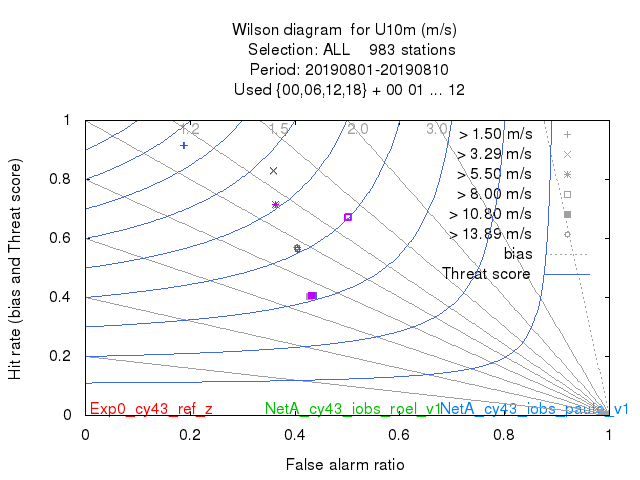 Wilson diagram for U10m (m/s)
Selection: ALL 983 stations
Period: 20190801-20190810
Used {00,06,12,18} + 00 01 ... 12
Hit rate (bias and Threat score)
1
0.8
0.6
0.4
0.2
0
1.2 1.5 2.0 3.0
> 1.50 m/s
> 3.29 m/s
> 5.50 m/s
> 8.00 m/s
> 10.80 m/s
> 13.89 m/s
bias
Threat score
Exp0_cy43_ref_z NetA_cy43_iobs_roel_v1 NetA_cy43_iobs_paulo_v1
0 0.2 0.4 0.6 0.8 1
False alarm ratio